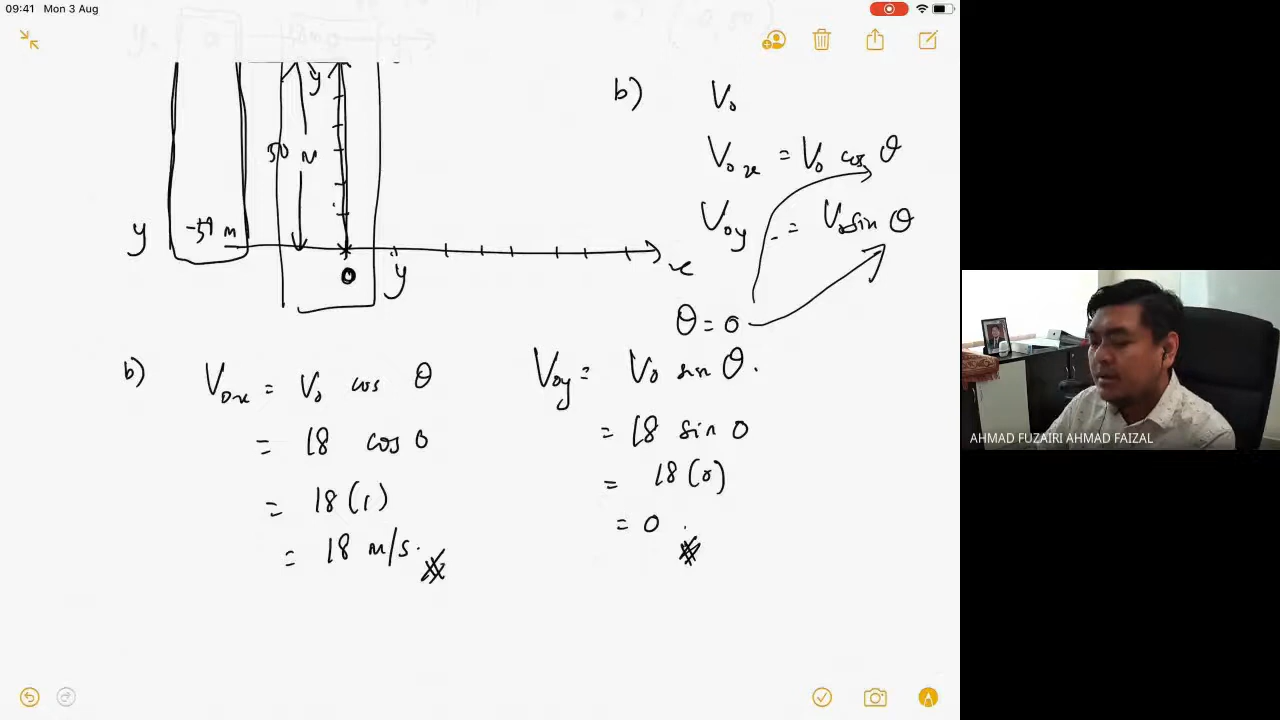 09:41 Mon 3 Aug
y
50 m
y
-50 m
0
y
x
b) V₀
V₀ₓ = V₀ cos θ
V₀y = V₀ sin θ
θ = 0
b) V₀ₓ = V₀ cos θ
= 18 cos 0
= 18 (1)
= 18 m/s.
V₀y = V₀ sin θ.
= 18 sin 0
= 18 (0)
= 0
AHMAD FUZAIRI AHMAD FAIZAL